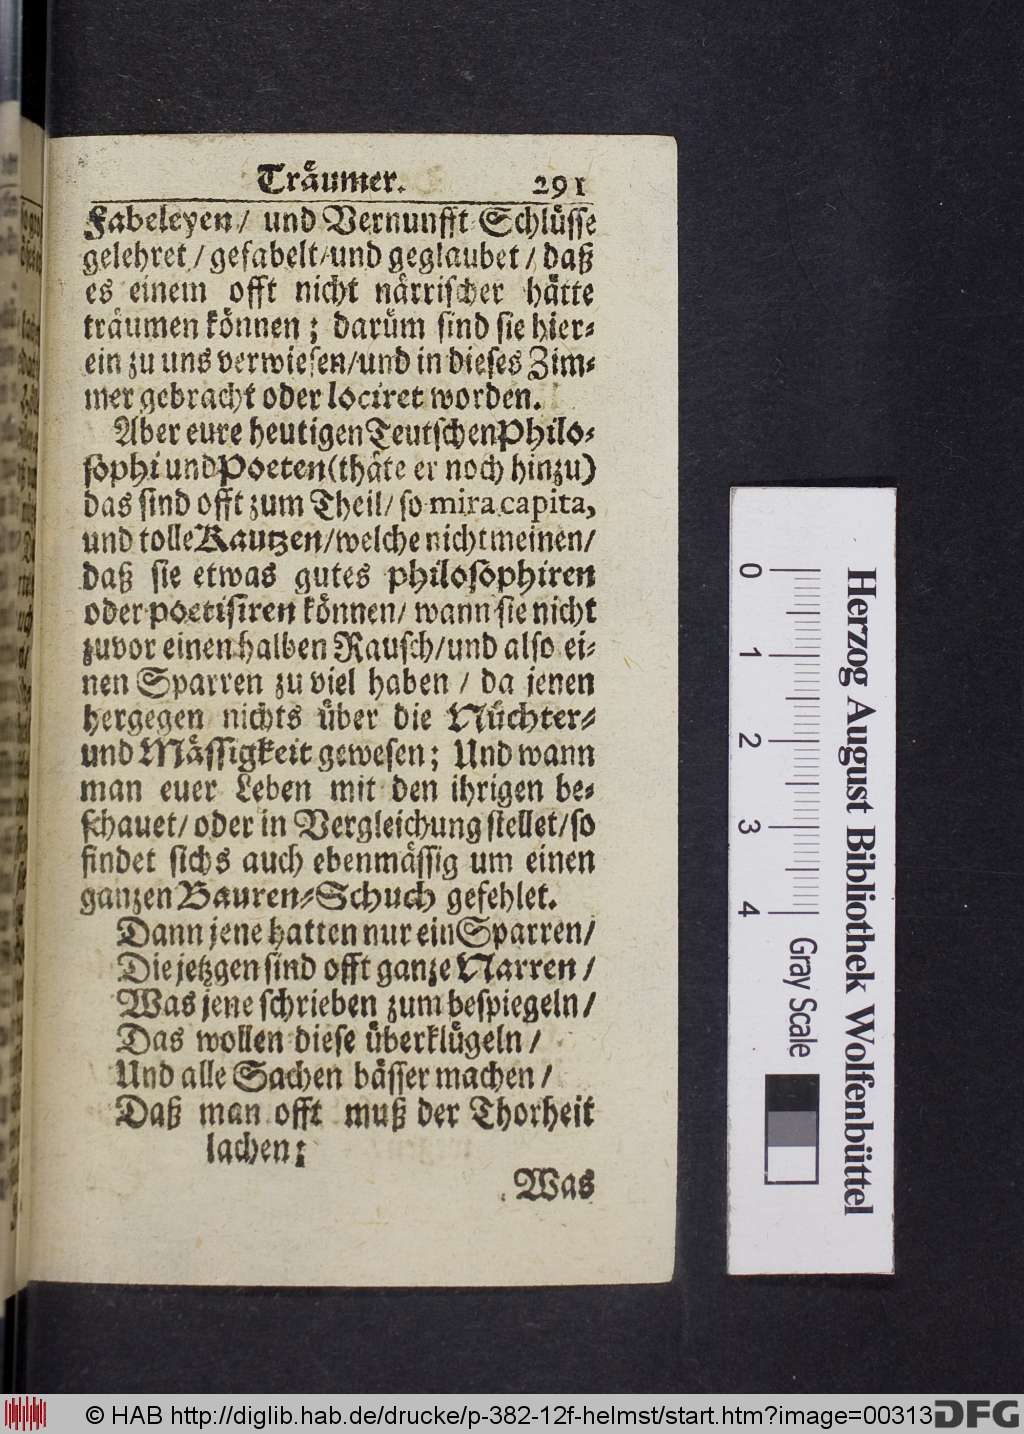 Träumer. 291
Fabeleyen/ und Vernunfft Schlüsse
gelehret/gefabelt/und geglaubet/ daß
es einem offt nicht närrischer hätte
träumen können; darüm sind sie hier-
ein zu uns verwiesen/und in dieses Zim-
mer gebracht oder lociret worden.
Aber eure heutigen Teutschen Philo-
sophi und Poeten (thäte er noch hinzu)
das sind offt zum Theil/ so mira capita,
und tolle Kautzen/welche nicht meinen/
daß sie etwas gutes philosophiren
oder poetisiren können/ wann sie nicht
zuvor einen halben Rausch/und also ei-
nen Sparren zu viel haben / da jenen
hergegen nichts über die Nüchter-
und Mässigkeit gewesen; Und wann
man euer Leben mit den ihrigen be-
schauet/ oder in Vergleichung stellet/so
findet sichs auch ebenmässig um einen
ganzen Bauren-Schuch gefehlet.
Dann jene hatten nur ein Sparren/
Die jetzgen sind offt ganze Narren /
Was jene schrieben zum bespiegeln/
Das wollen diese überklügeln /
Und alle Sachen bässer machen /
Daß man offt muß der Thorheit
lachen;
Was
0 1 2 3 4 Gray Scale
Herzog August Bibliothek Wolfenbüttel
© HAB http://diglib.hab.de/drucke/p-382-12f-helmst/start.htm?image=00313
DFG